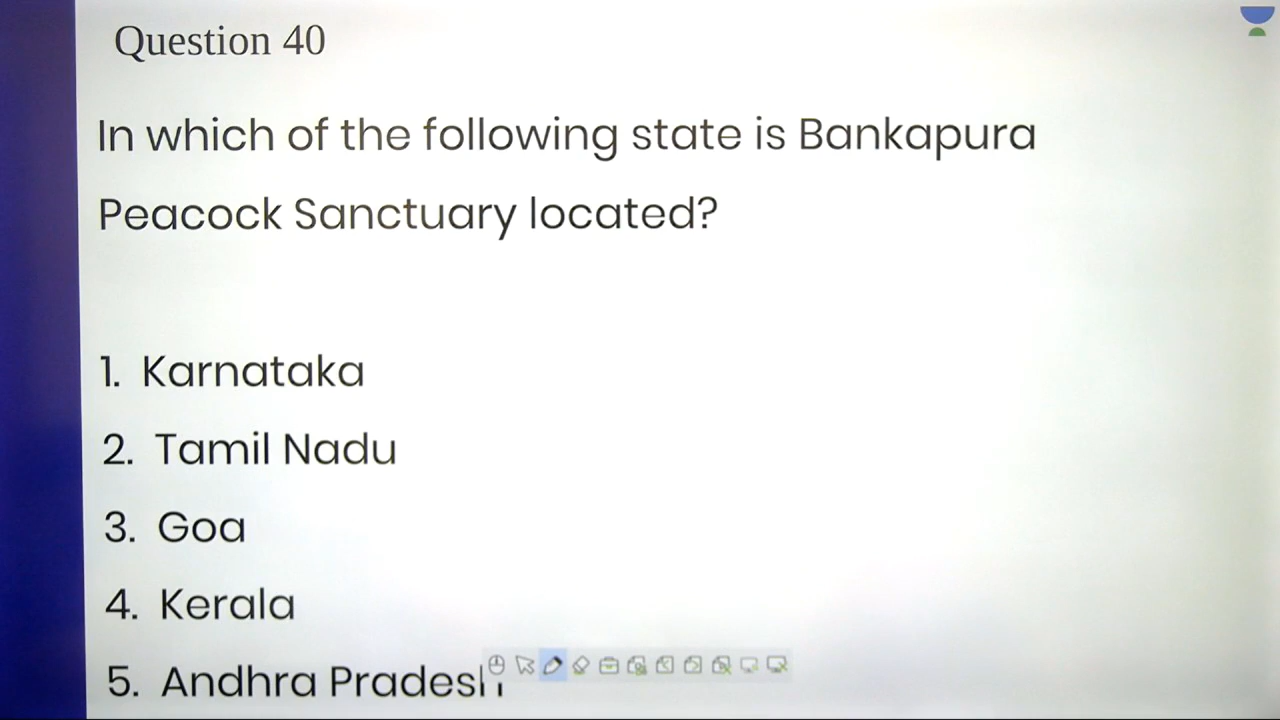 Question 40
In which of the following state is Bankapura
Peacock Sanctuary located?
1. Karnataka
2. Tamil Nadu
3. Goa
4. Kerala
5. Andhra Pradesh